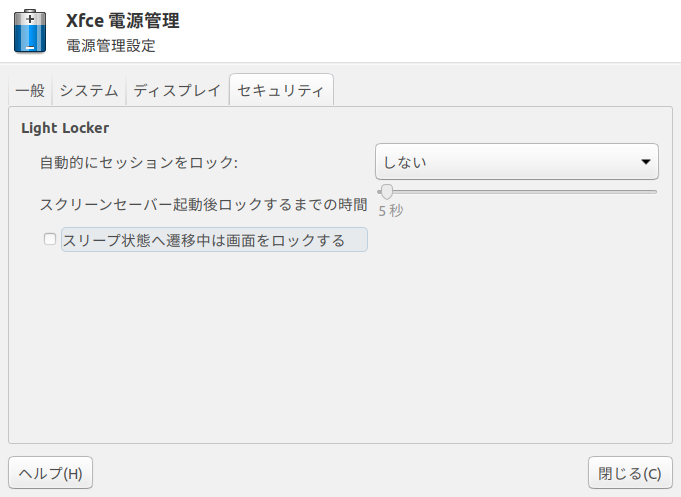 Xfce 電源管理
電源管理設定
一般 システム ディスプレイ セキュリティ
Light Locker
自動的にセッションをロック: しない
スクリーンセーバー起動後ロックするまでの時間
5 秒
スリープ状態へ遷移中は画面をロックする
ヘルプ(H) 閉じる(C)